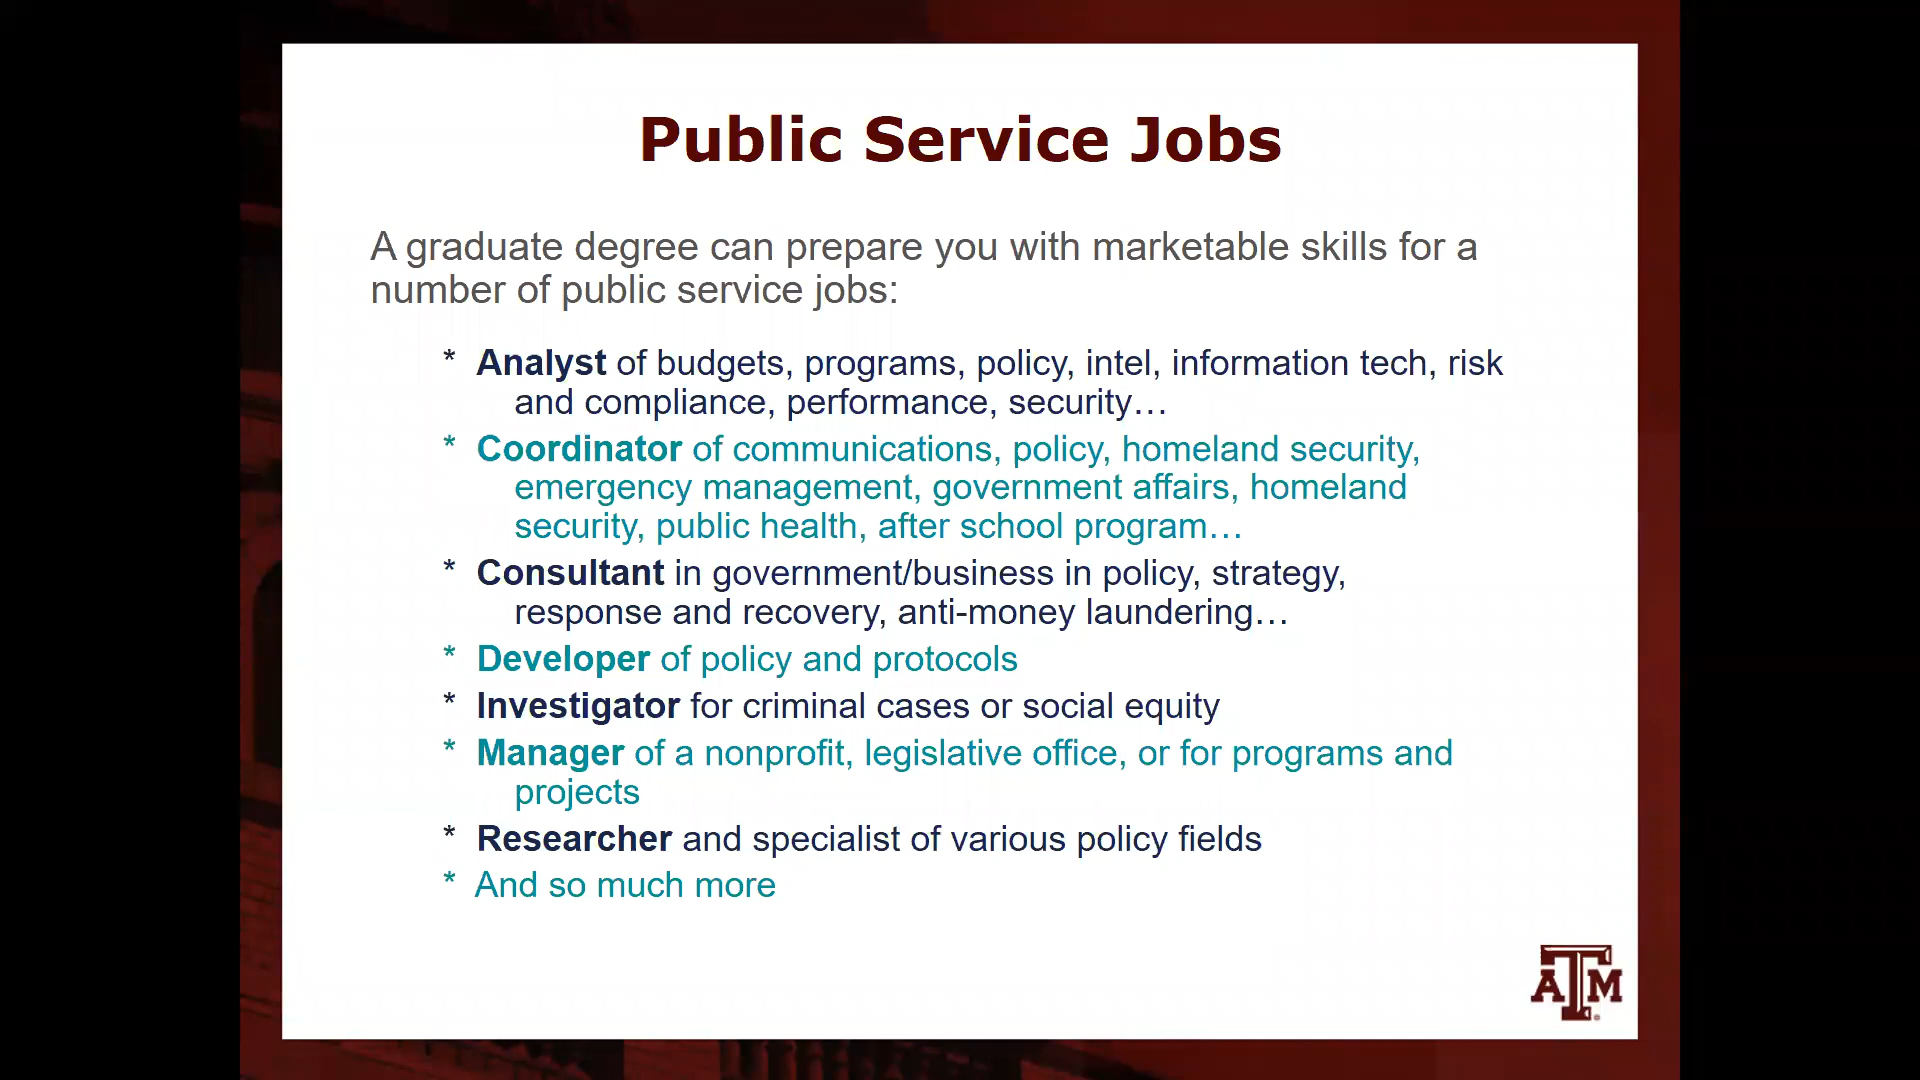 Public Service Jobs
A graduate degree can prepare you with marketable skills for a
number of public service jobs:
* Analyst of budgets, programs, policy, intel, information tech, risk
and compliance, performance, security…
* Coordinator of communications, policy, homeland security,
emergency management, government affairs, homeland
security, public health, after school program…
* Consultant in government/business in policy, strategy,
response and recovery, anti-money laundering…
* Developer of policy and protocols
* Investigator for criminal cases or social equity
* Manager of a nonprofit, legislative office, or for programs and
projects
* Researcher and specialist of various policy fields
* And so much more
ATM®